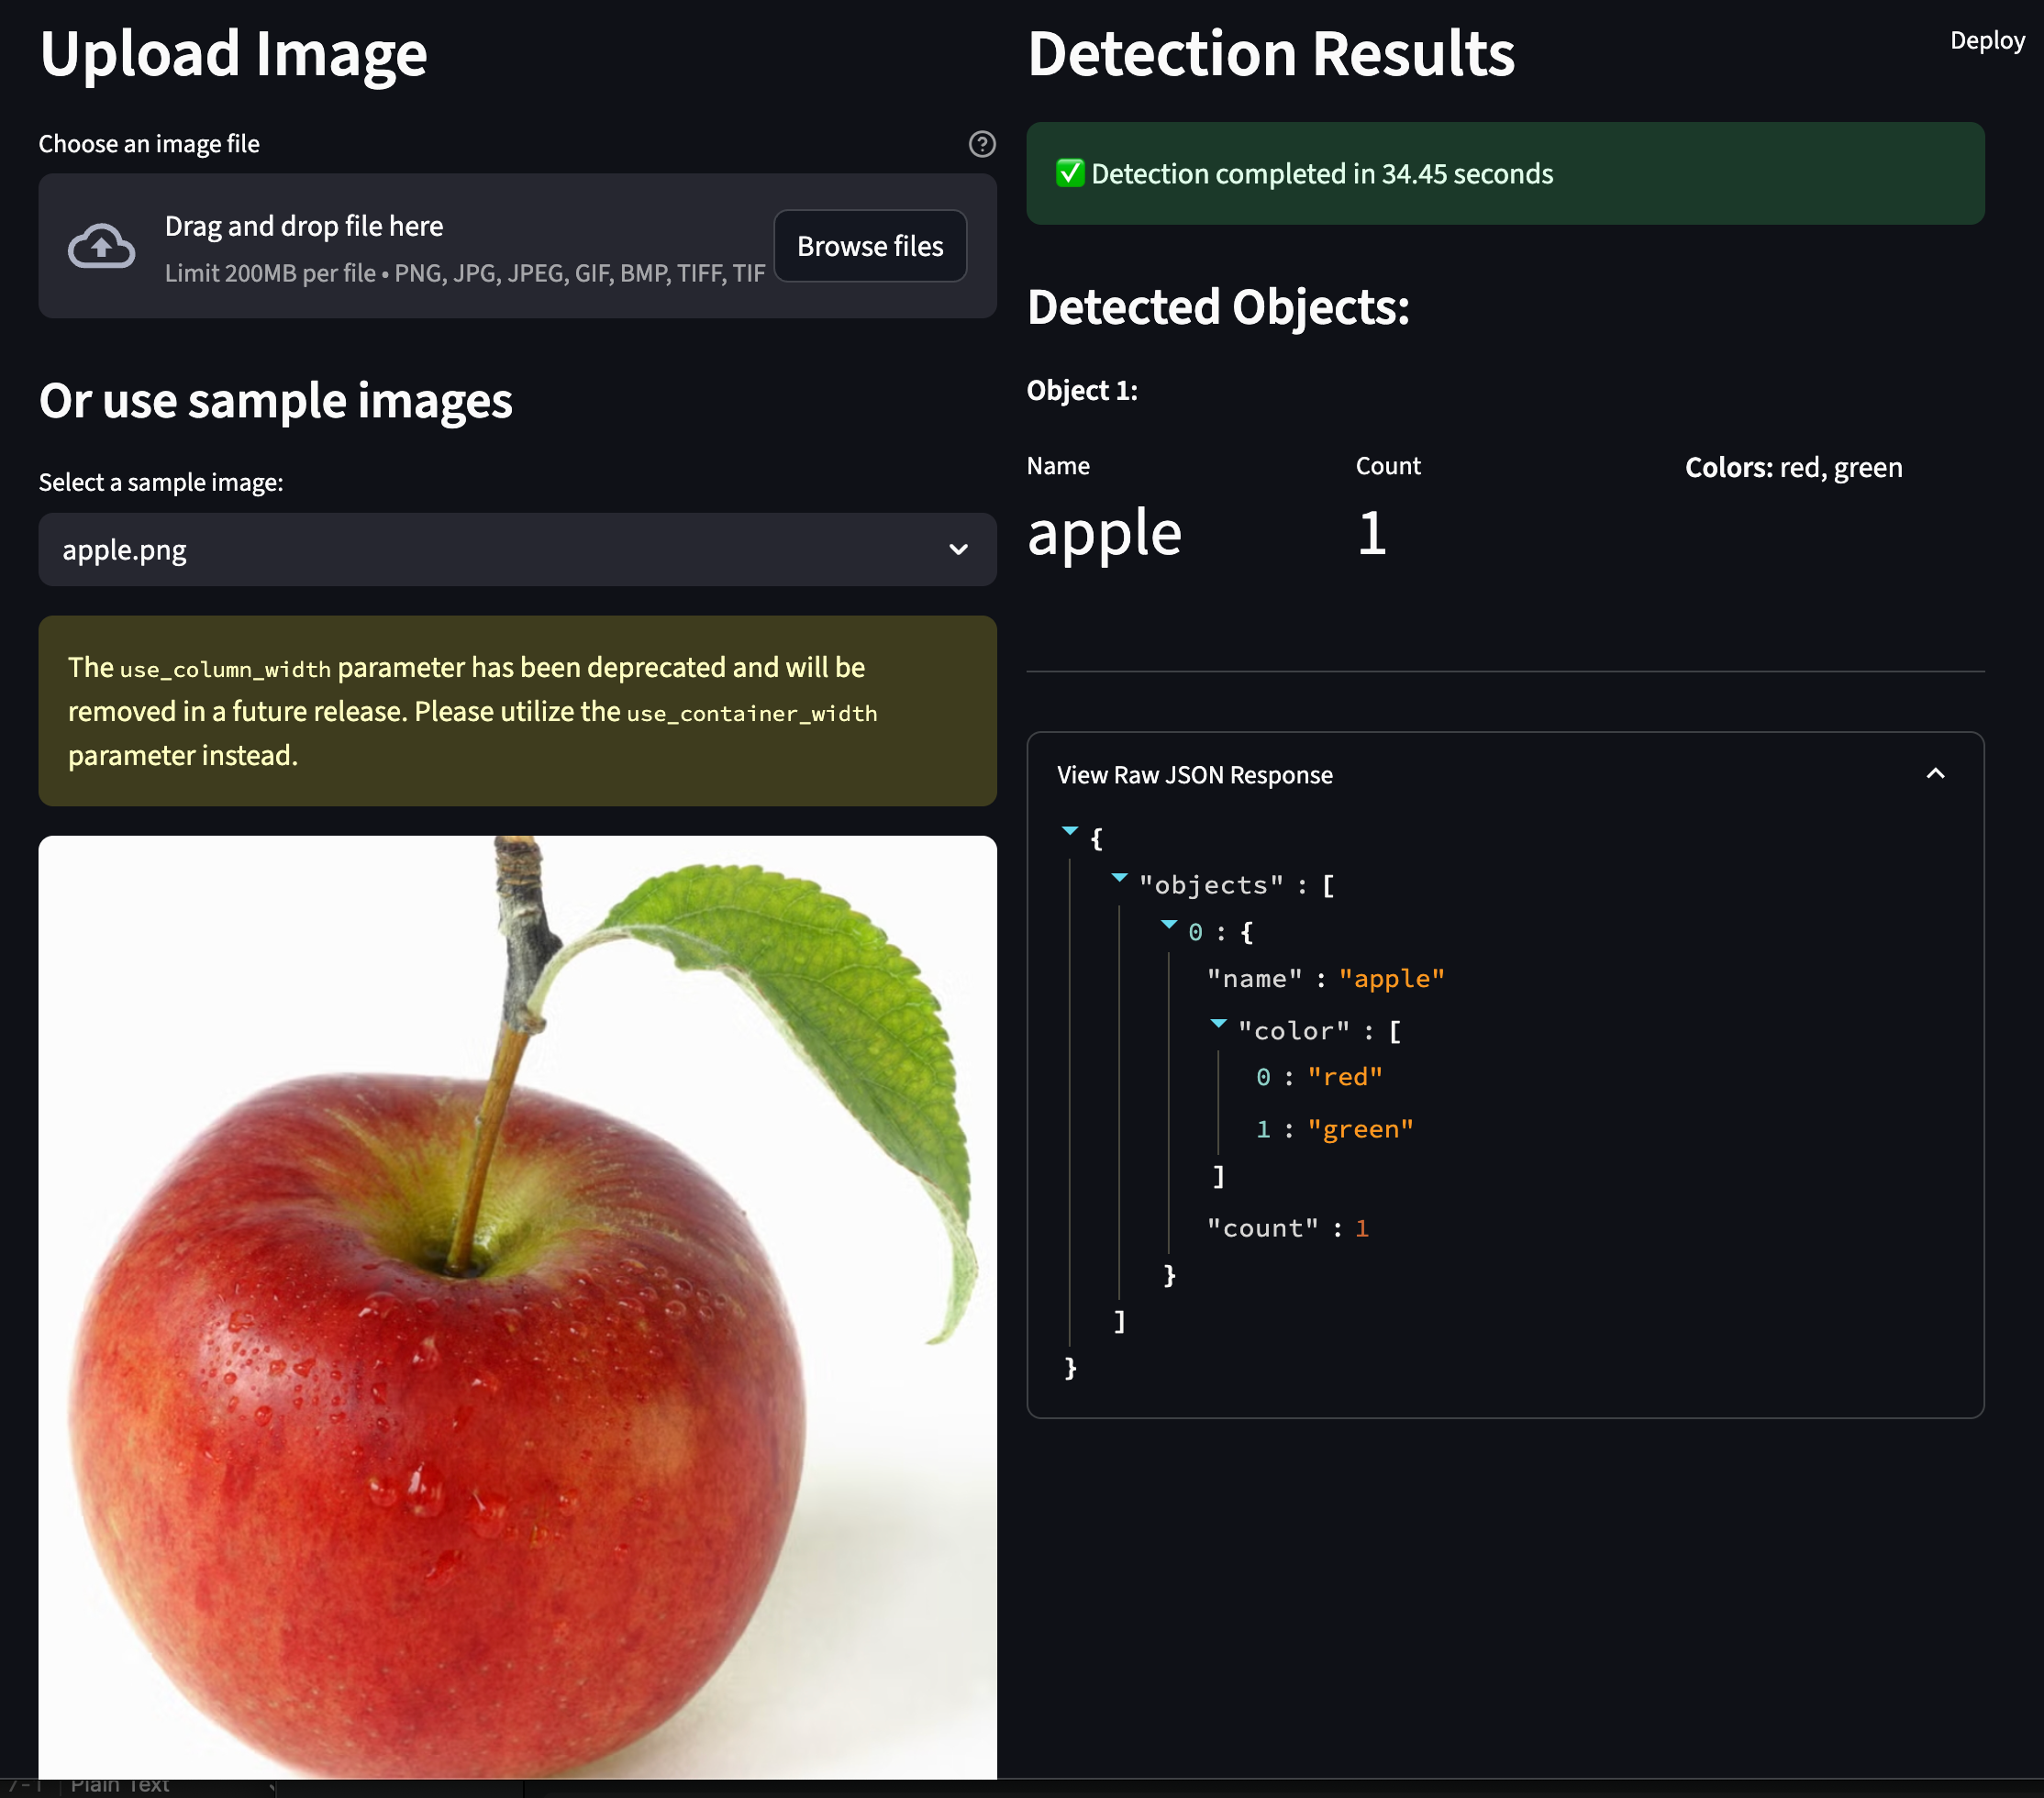 Upload Image
Choose an image file
Drag and drop file here
Limit 200MB per file • PNG, JPG, JPEG, GIF, BMP, TIFF, TIF
Browse files
Or use sample images
Select a sample image:
apple.png
The use_column_width parameter has been deprecated and will be
removed in a future release. Please utilize the use_container_width
parameter instead.
Deploy
Detection Results
✅ Detection completed in 34.45 seconds
Detected Objects:
Object 1:
Name
apple
Count
1
Colors: red, green
View Raw JSON Response
{
"objects" : [
0 : {
"name" : "apple"
"color" : [
0 : "red"
1 : "green"
]
"count" : 1
}
]
}
Plain Text